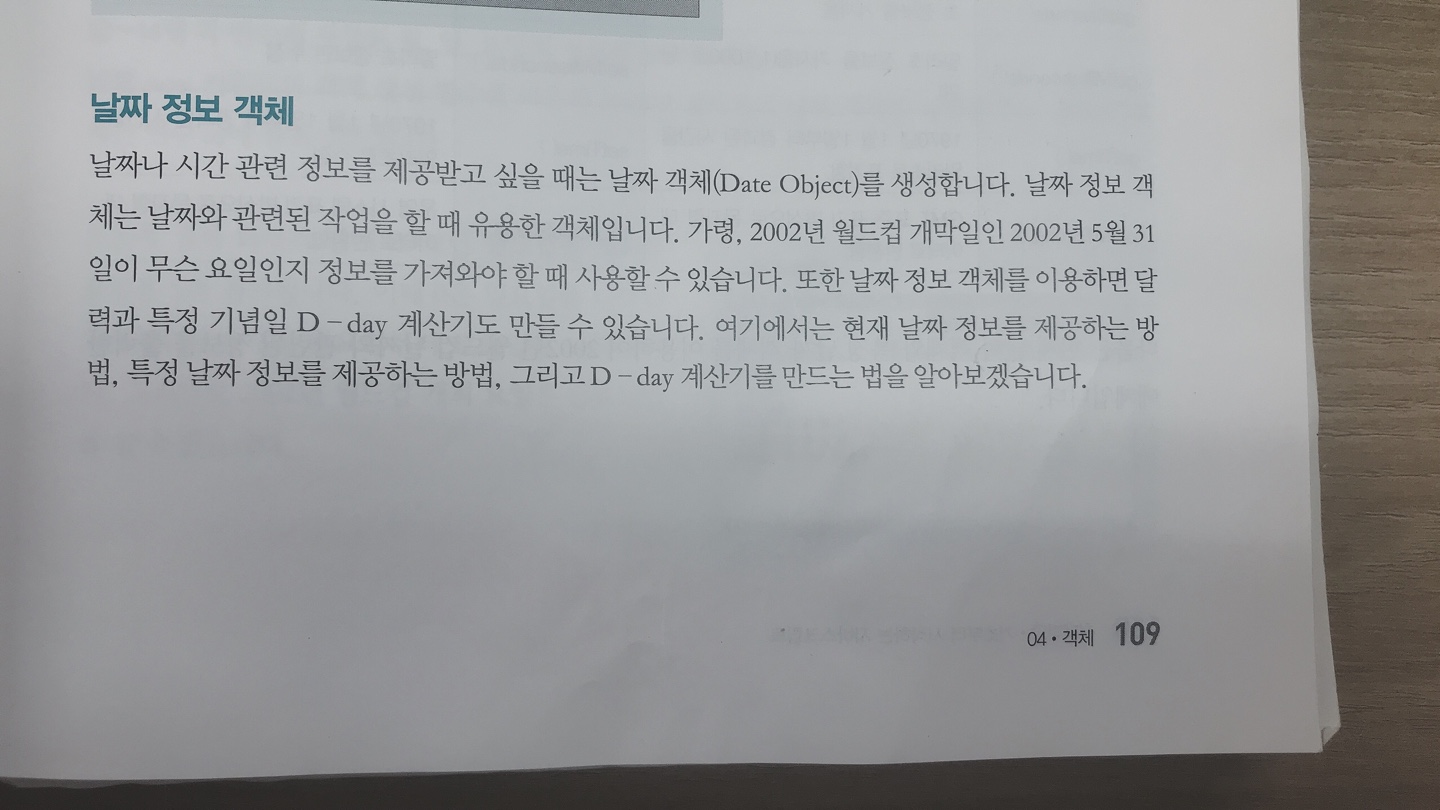 날짜 정보 객체
날짜나 시간 관련 정보를 제공받고 싶을 때는 날짜 객체(Date Object)를 생성합니다. 날짜 정보 객
체는 날짜와 관련된 작업을 할 때 유용한 객체입니다. 가령, 2002년 월드컵 개막일인 2002년 5월 31
일이 무슨 요일인지 정보를 가져와야 할 때 사용할 수 있습니다. 또한 날짜 정보 객체를 이용하면 달
력과 특정 기념일 D-day 계산기도 만들 수 있습니다. 여기에서는 현재 날짜 정보를 제공하는 방
법, 특정 날짜 정보를 제공하는 방법, 그리고 D-day 계산기를 만드는 법을 알아보겠습니다.
04 • 객체 109